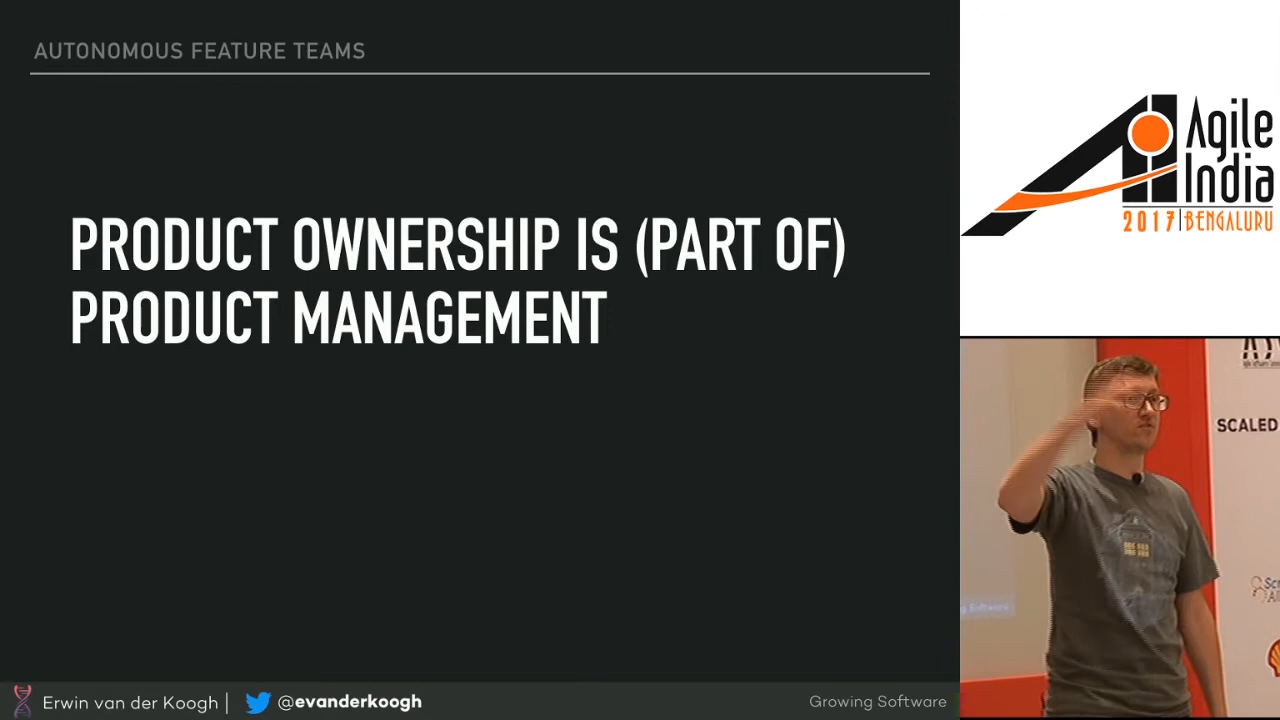 AUTONOMOUS FEATURE TEAMS
PRODUCT OWNERSHIP IS (PART OF)
PRODUCT MANAGEMENT
Erwin van der Koogh |
@evanderkoogh
Growing Software
Agile
India
2017 | BENGALURU
SCALED